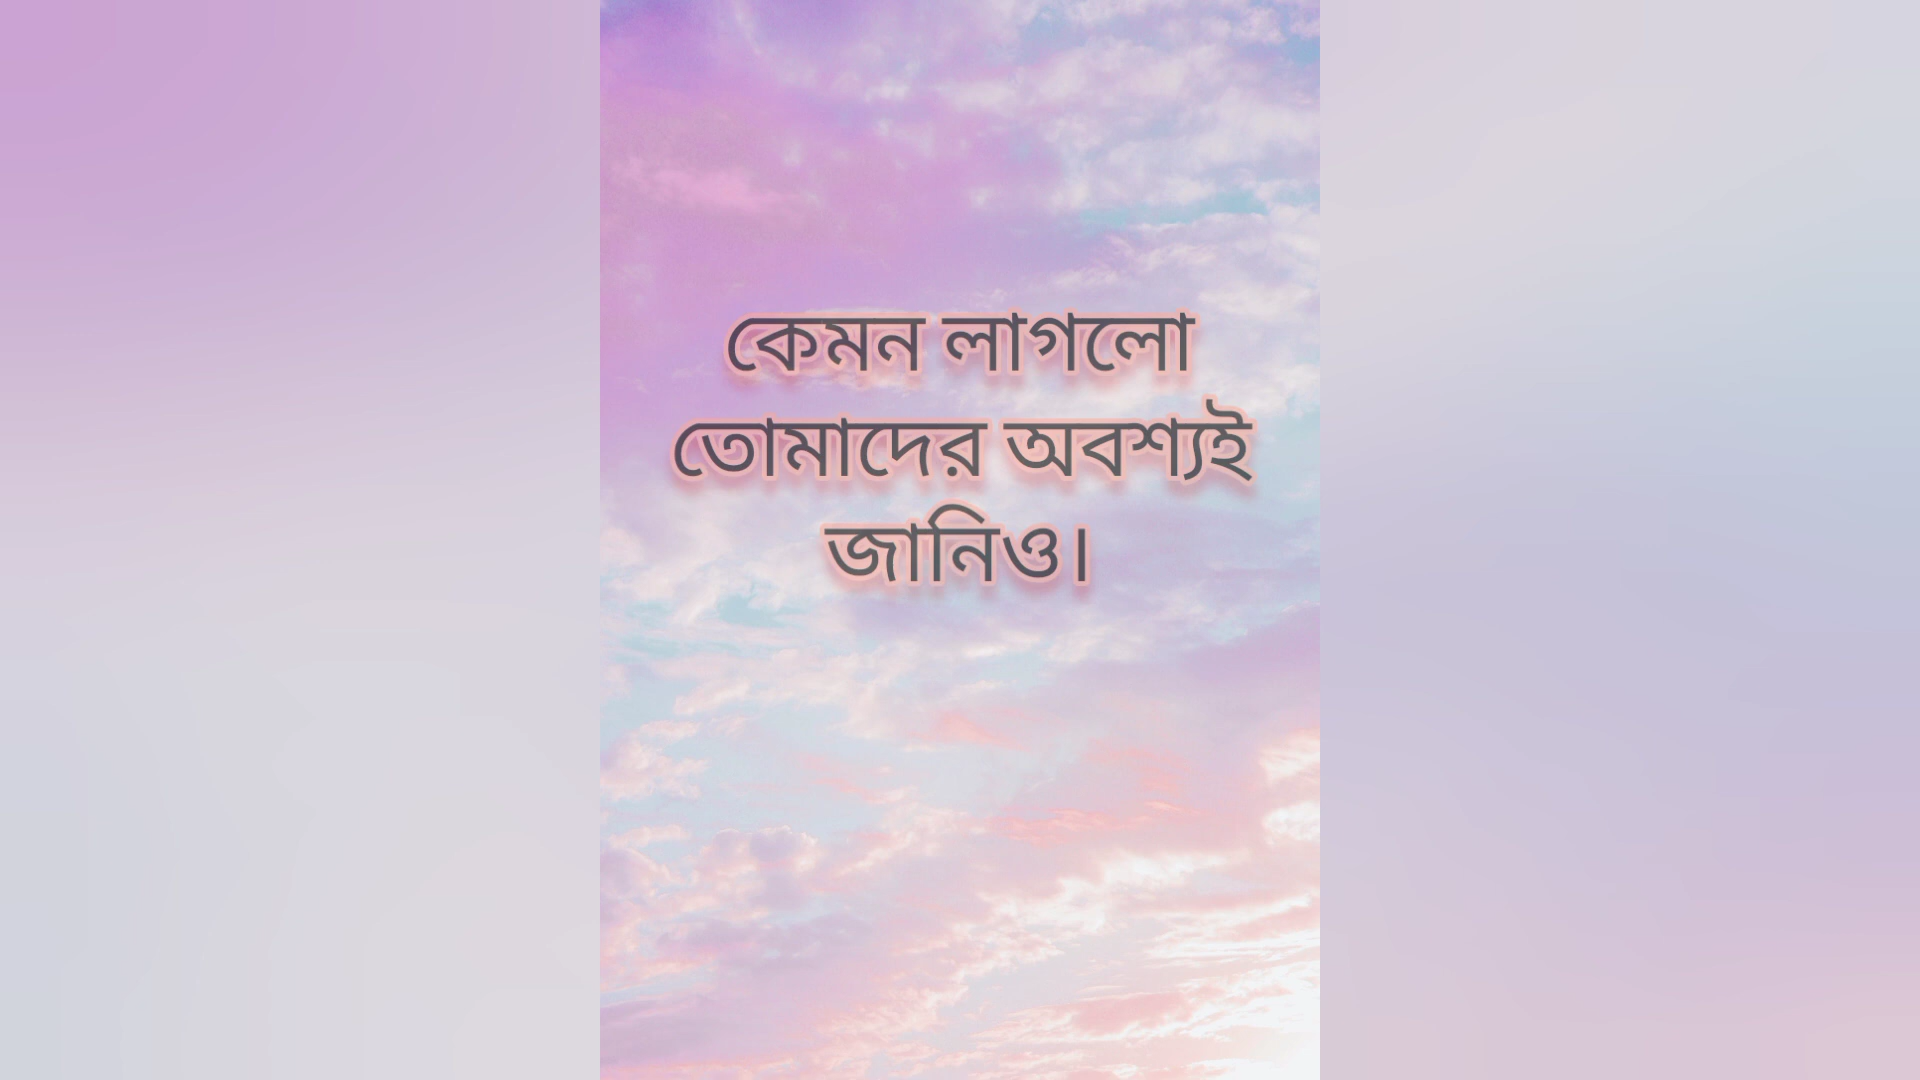 কেমন লাগলো
তোমাদের অবশ্যই
জানিও।